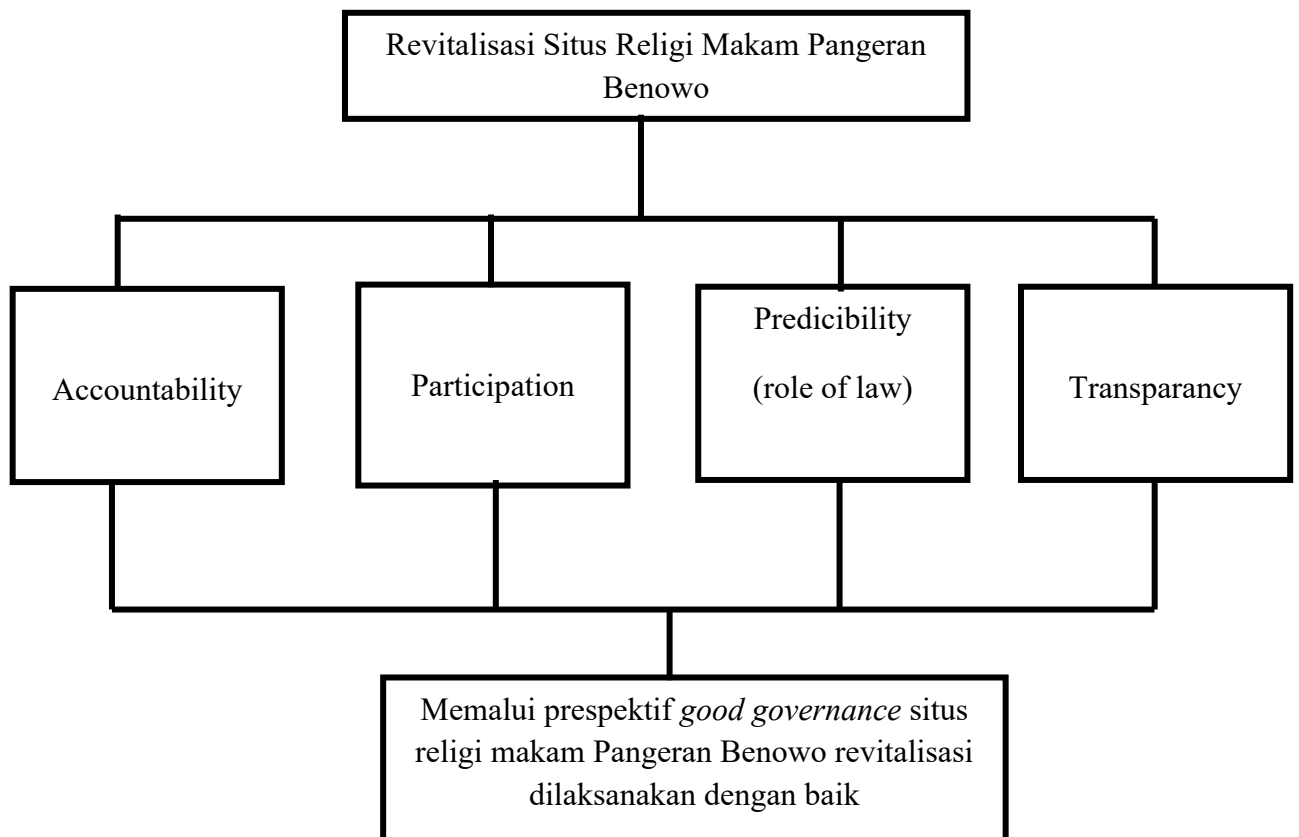 Revitalisasi Situs Religi Makam Pangeran
Benowo
Accountability
Participation
Predicibility
(role of law)
Transparancy
Memalui prespektif good governance situs
religi makam Pangeran Benowo revitalisasi
dilaksanakan dengan baik